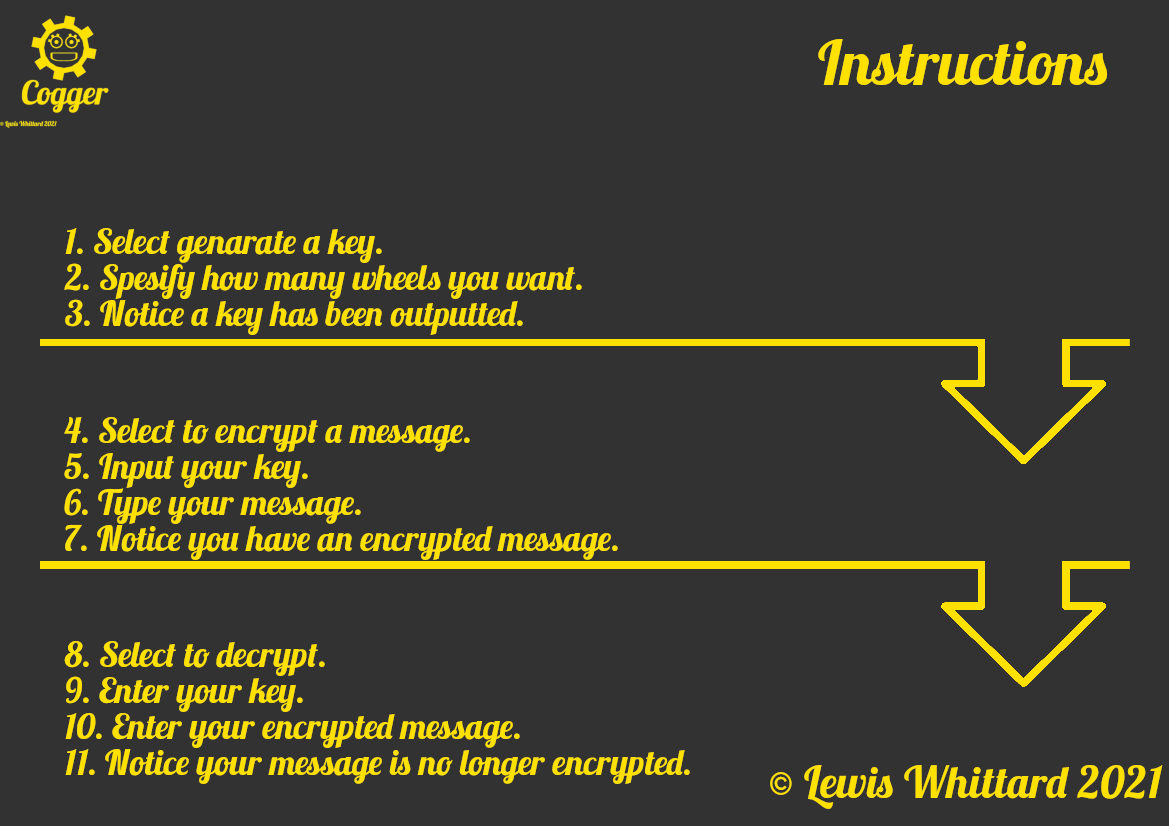 Cogger
© Lewis Whittard 2021
Instructions
1. Select genarate a key.
2. Spesify how many wheels you want.
3. Notice a key has been outputted.
4. Select to encrypt a message.
5. Input your key.
6. Type your message.
7. Notice you have an encrypted message.
8. Select to decrypt.
9. Enter your key.
10. Enter your encrypted message.
11. Notice your message is no longer encrypted.
© Lewis Whittard 2021